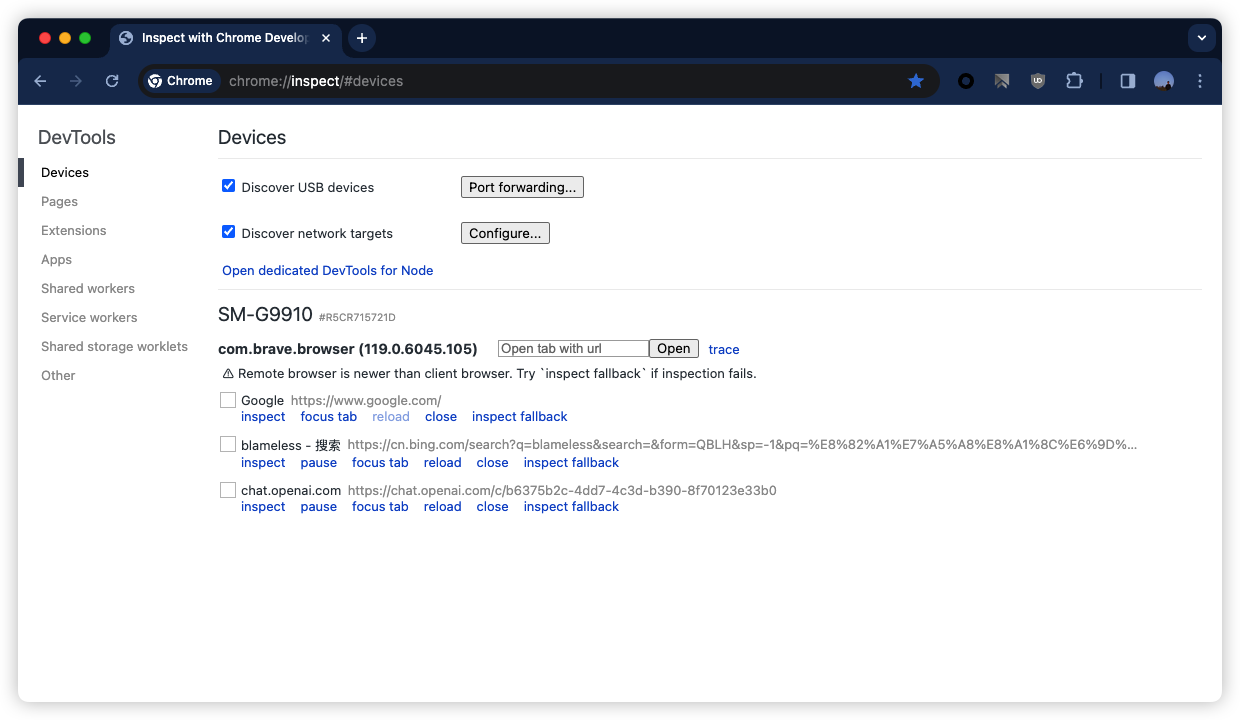 Inspect with Chrome Develop
Chrome chrome://inspect/#devices
DevTools
Devices
Pages
Extensions
Apps
Shared workers
Service workers
Shared storage worklets
Other
Devices
Discover USB devices Port forwarding...
Discover network targets Configure...
Open dedicated DevTools for Node
SM-G9910 #R5CR715721D
com.brave.browser (119.0.6045.105) Open tab with url Open trace
⚠ Remote browser is newer than client browser. Try `inspect fallback` if inspection fails.
Google https://www.google.com/
inspect focus tab reload close inspect fallback
blameless - 搜索 https://cn.bing.com/search?q=blameless&search=&form=QBLH&sp=-1&pq=%E8%82%A1%E7%A5%A8%E8%A1%8C%E6%9D%...
inspect pause focus tab reload close inspect fallback
chat.openai.com https://chat.openai.com/c/b6375b2c-4dd7-4c3d-b390-8f70123e33b0
inspect pause focus tab reload close inspect fallback